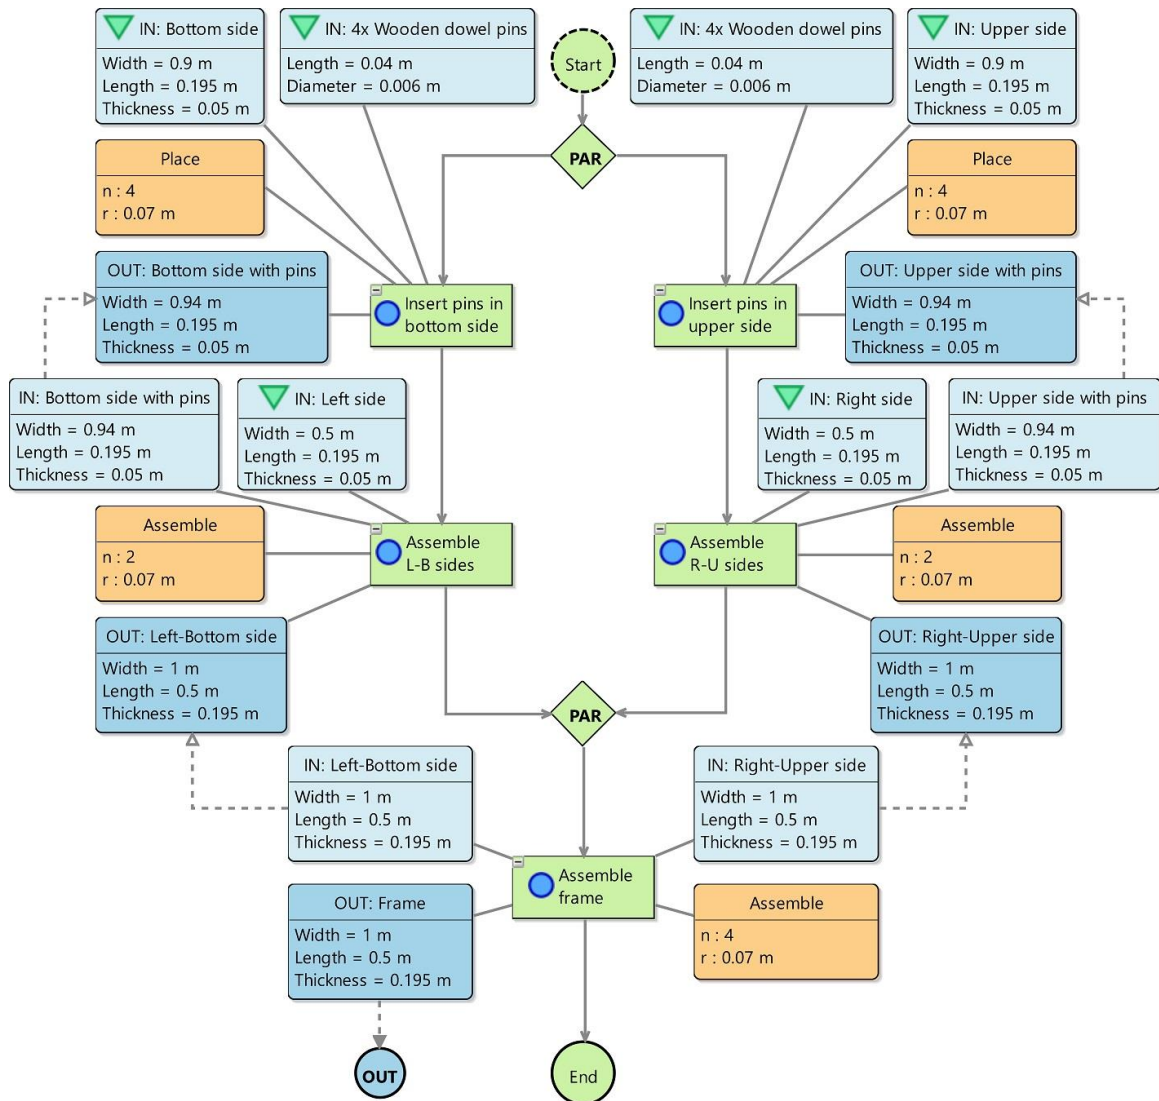 IN: Bottom side
Width = 0.9 m
Length = 0.195 m
Thickness = 0.05 m
IN: 4x Wooden dowel pins
Length = 0.04 m
Diameter = 0.006 m
Start
IN: 4x Wooden dowel pins
Length = 0.04 m
Diameter = 0.006 m
IN: Upper side
Width = 0.9 m
Length = 0.195 m
Thickness = 0.05 m
PAR
Place
n : 4
r : 0.07 m
Place
n : 4
r : 0.07 m
OUT: Bottom side with pins
Width = 0.94 m
Length = 0.195 m
Thickness = 0.05 m
Insert pins in
bottom side
Insert pins in
upper side
OUT: Upper side with pins
Width = 0.94 m
Length = 0.195 m
Thickness = 0.05 m
IN: Bottom side with pins
Width = 0.94 m
Length = 0.195 m
Thickness = 0.05 m
IN: Left side
Width = 0.5 m
Length = 0.195 m
Thickness = 0.05 m
IN: Right side
Width = 0.5 m
Length = 0.195 m
Thickness = 0.05 m
IN: Upper side with pins
Width = 0.94 m
Length = 0.195 m
Thickness = 0.05 m
Assemble
n : 2
r : 0.07 m
Assemble
L-B sides
Assemble
R-U sides
Assemble
n : 2
r : 0.07 m
OUT: Left-Bottom side
Width = 1 m
Length = 0.5 m
Thickness = 0.195 m
OUT: Right-Upper side
Width = 1 m
Length = 0.5 m
Thickness = 0.195 m
PAR
IN: Left-Bottom side
Width = 1 m
Length = 0.5 m
Thickness = 0.195 m
IN: Right-Upper side
Width = 1 m
Length = 0.5 m
Thickness = 0.195 m
Assemble
frame
OUT: Frame
Width = 1 m
Length = 0.5 m
Thickness = 0.195 m
Assemble
n : 4
r : 0.07 m
OUT
End